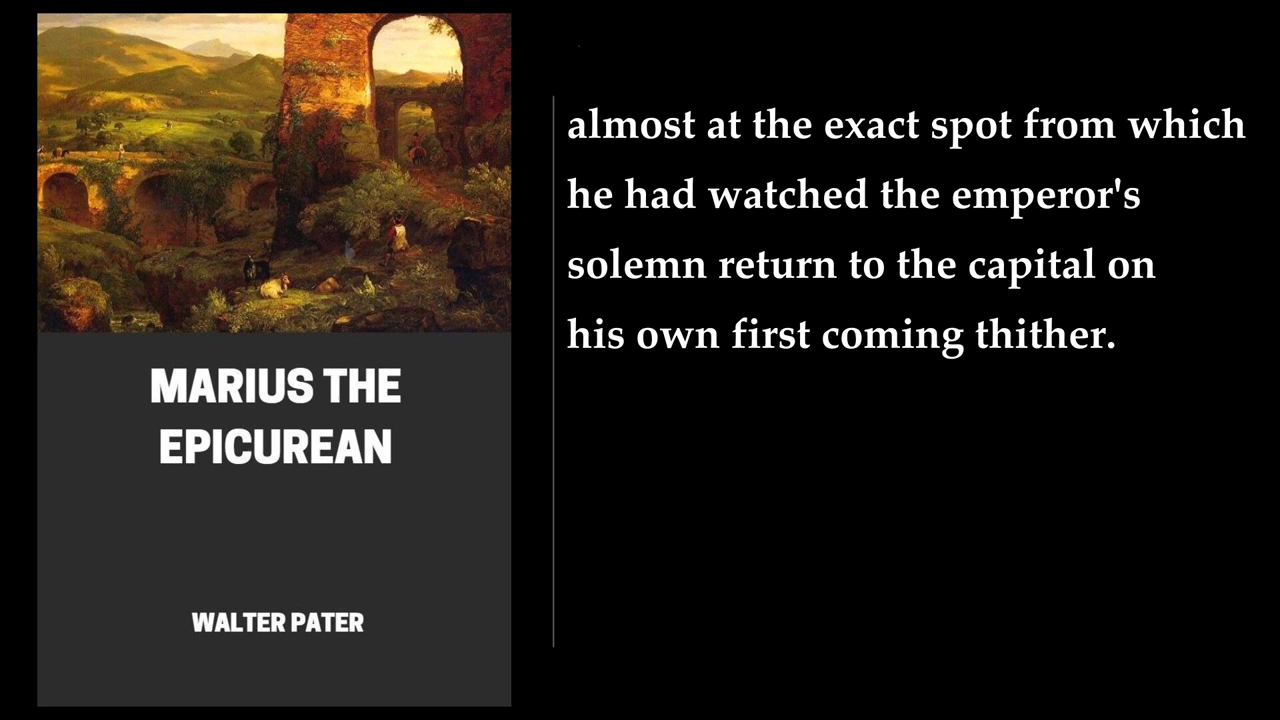 MARIUS THE
EPICUREAN
WALTER PATER
almost at the exact spot from which
he had watched the emperor's
solemn return to the capital on
his own first coming thither.